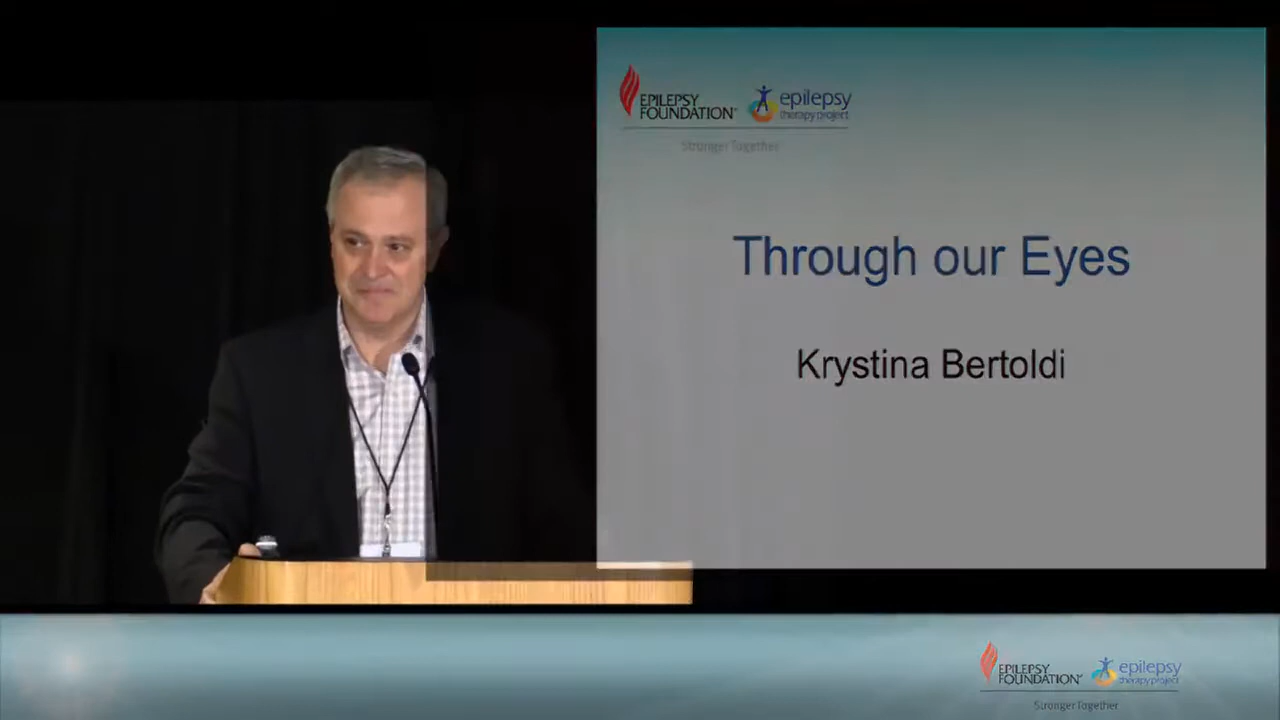 EPILEPSY
FOUNDATION
epilepsy
therapy project
Stronger Together
Through our Eyes
Krystina Bertoldi
EPILEPSY
FOUNDATION
epilepsy
therapy project
Stronger Together